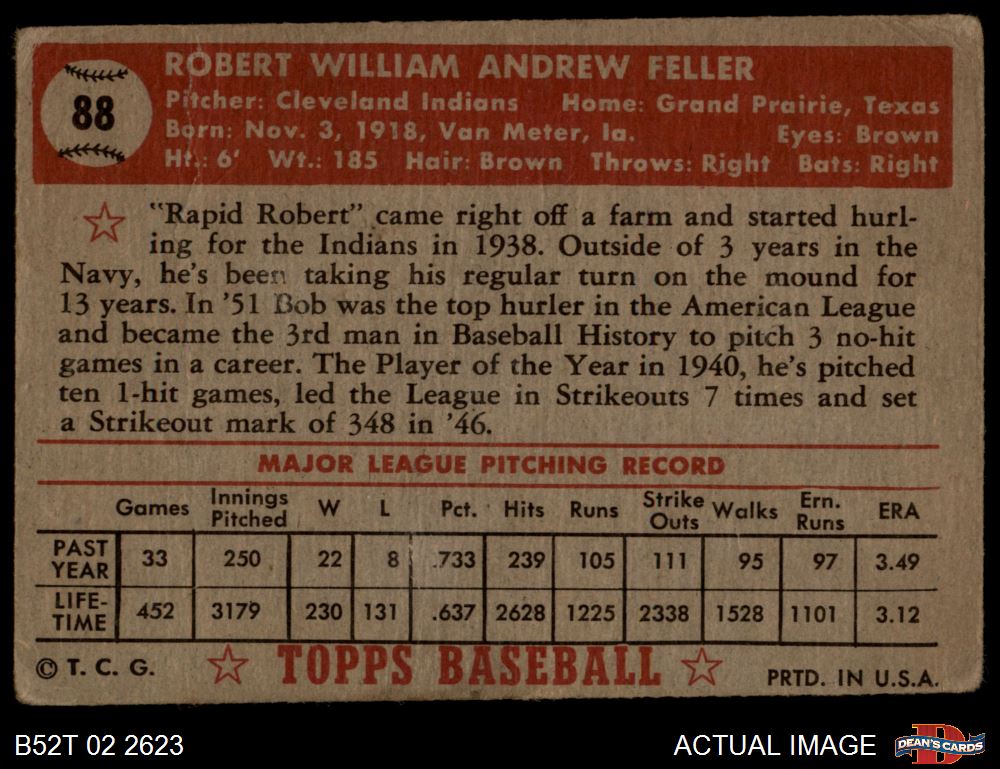 88
ROBERT WILLIAM ANDREW FELLER
Pitcher: Cleveland Indians Home: Grand Prairie, Texas
Born: Nov. 3, 1918, Van Meter, Ia. Eyes: Brown
Ht.: 6' Wt.: 185 Hair: Brown Throws: Right Bats: Right
"Rapid Robert" came right off a farm and started hurl-
ing for the Indians in 1938. Outside of 3 years in the
Navy, he's been taking his regular turn on the mound for
13 years. In '51 Bob was the top hurler in the American League
and became the 3rd man in Baseball History to pitch 3 no-hit
games in a career. The Player of the Year in 1940, he's pitched
ten 1-hit games, led the League in Strikeouts 7 times and set
a Strikeout mark of 348 in '46.
MAJOR LEAGUE PITCHING RECORD
Games Innings Pitched W L Pct. Hits Runs Strike Outs Walks Ern. Runs ERA
PAST YEAR 33 250 22 8 .733 239 105 111 95 97 3.49
LIFE-TIME 452 3179 230 131 .637 2628 1225 2338 1528 1101 3.12
© T. C. G. TOPPS BASEBALL PRTD. IN U.S.A.
B52T 02 2623 ACTUAL IMAGE DEAN'S CARDS